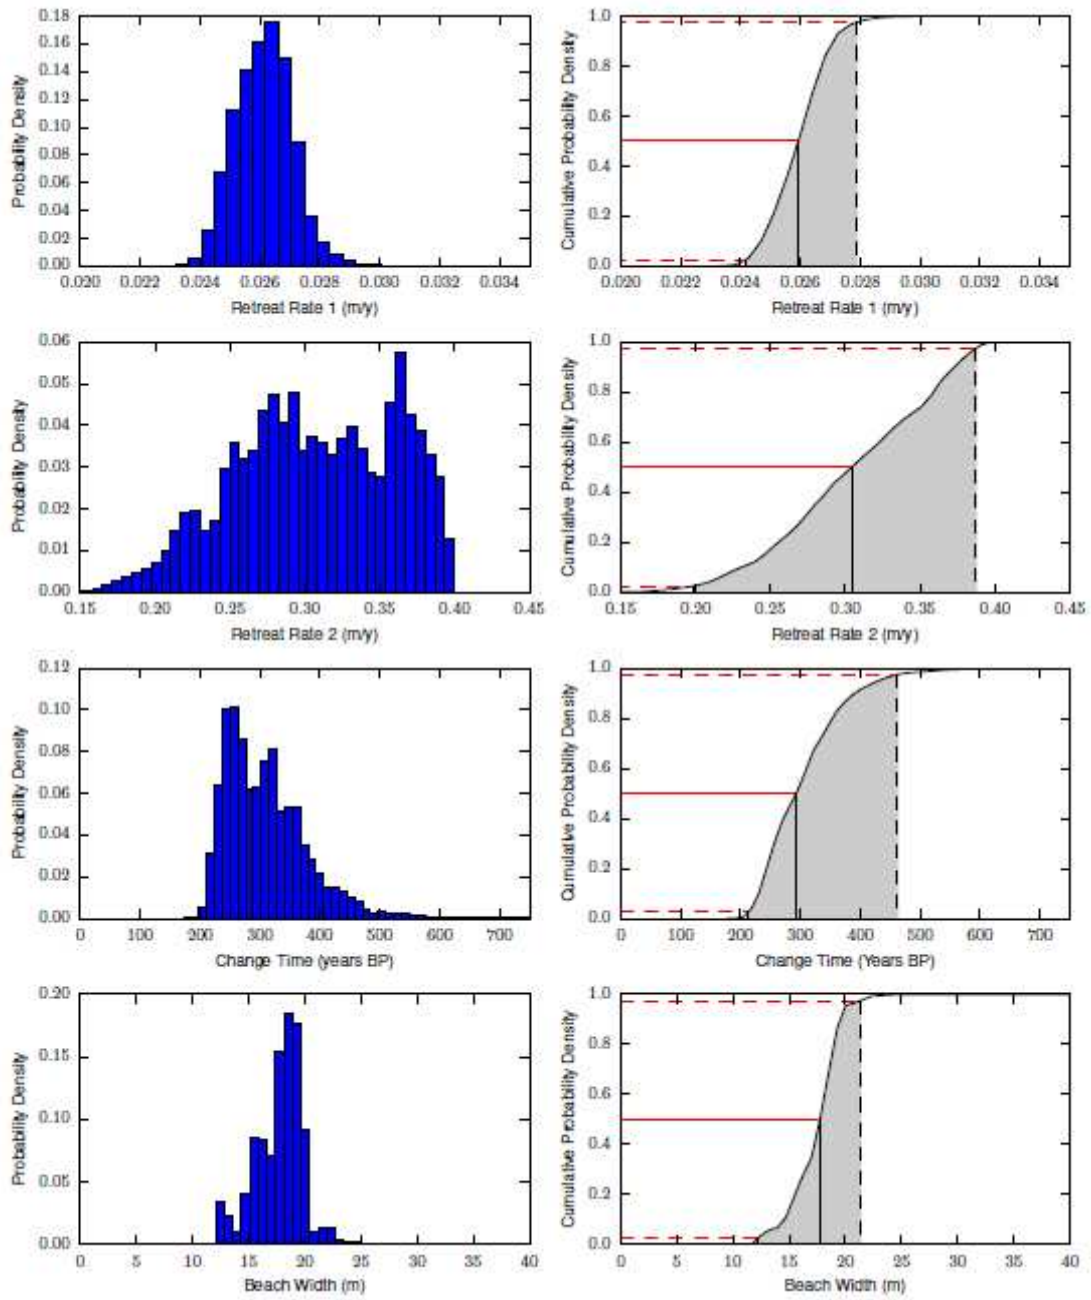 0.18
0.16
0.14
0.12
0.10
0.08
0.06
0.04
0.02
0.00
Probability Density
0.020 0.022 0.024 0.026 0.028 0.030 0.032 0.034
Retreat Rate 1 (m/y)
1.0
0.8
0.6
0.4
0.2
0.0
Cumulative Probability Density
0.020 0.022 0.024 0.026 0.028 0.030 0.032 0.034
Retreat Rate 1 (m/y)
0.06
0.05
0.04
0.03
0.02
0.01
0.00
Probability Density
0.15 0.20 0.25 0.30 0.35 0.40 0.45
Retreat Rate 2 (m/y)
1.0
0.8
0.6
0.4
0.2
0.0
Cumulative Probability Density
0.15 0.20 0.25 0.30 0.35 0.40 0.45
Retreat Rate 2 (m/y)
0.12
0.10
0.08
0.06
0.04
0.02
0.00
Probability Density
0 100 200 300 400 500 600 700
Change Time (years BP)
1.0
0.8
0.6
0.4
0.2
0.0
Cumulative Probability Density
0 100 200 300 400 500 600 700
Change Time (Years BP)
0.20
0.15
0.10
0.05
0.00
Probability Density
0 5 10 15 20 25 30 35 40
Beach Width (m)
1.0
0.8
0.6
0.4
0.2
0.0
Cumulative Probability Density
0 5 10 15 20 25 30 35 40
Beach Width (m)